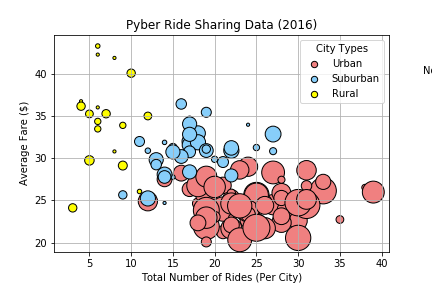 Pyber Ride Sharing Data (2016)
Average Fare ($)
40
35
30
25
20
City Types
Urban
Suburban
Rural
5
10
15
20
25
30
35
40
Total Number of Rides (Per City)